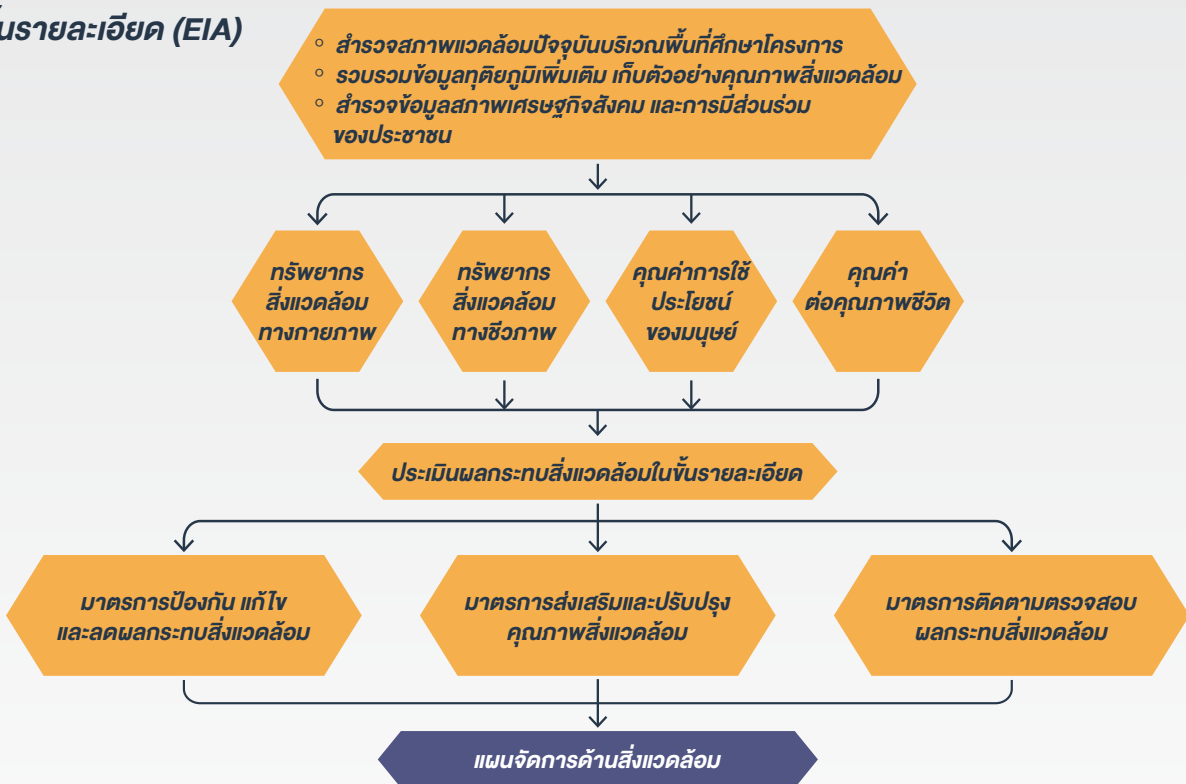 นรายละเอียด (EIA)
◦ สำรวจสภาพแวดล้อมปัจจุบันบริเวณพื้นที่ศึกษาโครงการ
◦ รวบรวมข้อมูลทุติยภูมิเพิ่มเติม เก็บตัวอย่างคุณภาพสิ่งแวดล้อม
◦ สำรวจข้อมูลสภาพเศรษฐกิจสังคม และการมีส่วนร่วม
ของประชาชน
ทรัพยากร
สิ่งแวดล้อม
ทางกายภาพ
ทรัพยากร
สิ่งแวดล้อม
ทางชีวภาพ
คุณค่าการใช้
ประโยชน์
ของมนุษย์
คุณค่า
ต่อคุณภาพชีวิต
ประเมินผลกระทบสิ่งแวดล้อมในขั้นรายละเอียด
มาตรการป้องกัน แก้ไข
และลดผลกระทบสิ่งแวดล้อม
มาตรการส่งเสริมและปรับปรุง
คุณภาพสิ่งแวดล้อม
มาตรการติดตามตรวจสอบ
ผลกระทบสิ่งแวดล้อม
แผนจัดการด้านสิ่งแวดล้อม